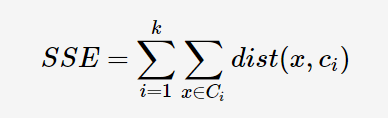 $SSE = \sum_{i=1}^{k} \sum_{x \in C_i} dist(x, c_i)$